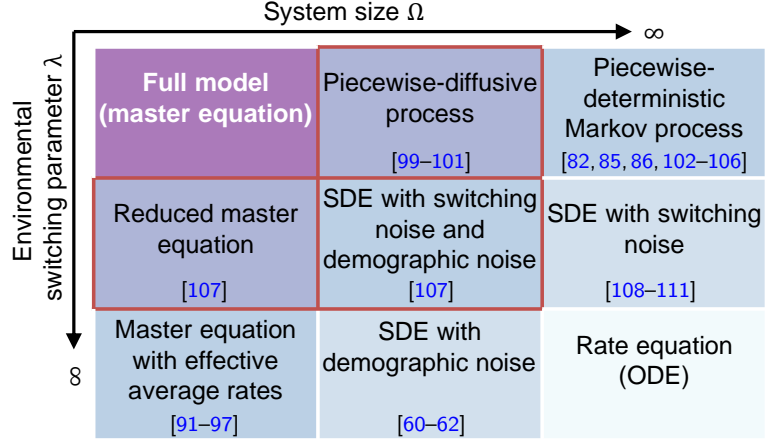 System size Ω
∞
Environmental
switching parameter λ
∞
Full model
(master equation)
Piecewise-diffusive
process
[99–101]
Piecewise-
deterministic
Markov process
[82, 85, 86, 102–106]
Reduced master
equation
[107]
SDE with switching
noise and
demographic noise
[107]
SDE with switching
noise
[108–111]
Master equation
with effective
average rates
[91–97]
SDE with
demographic noise
[60–62]
Rate equation
(ODE)